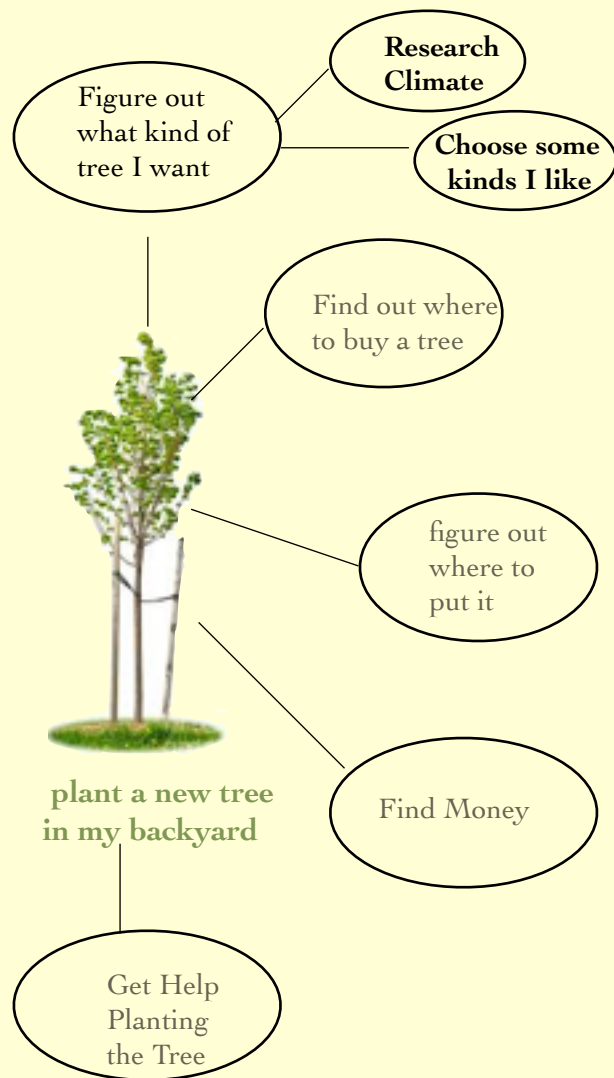 Research
Climate
Figure out
what kind of
tree I want
Choose some
kinds I like
Find out where
to buy a tree
figure out
where to
put it
plant a new tree
in my backyard
Find Money
Get Help
Planting
the Tree